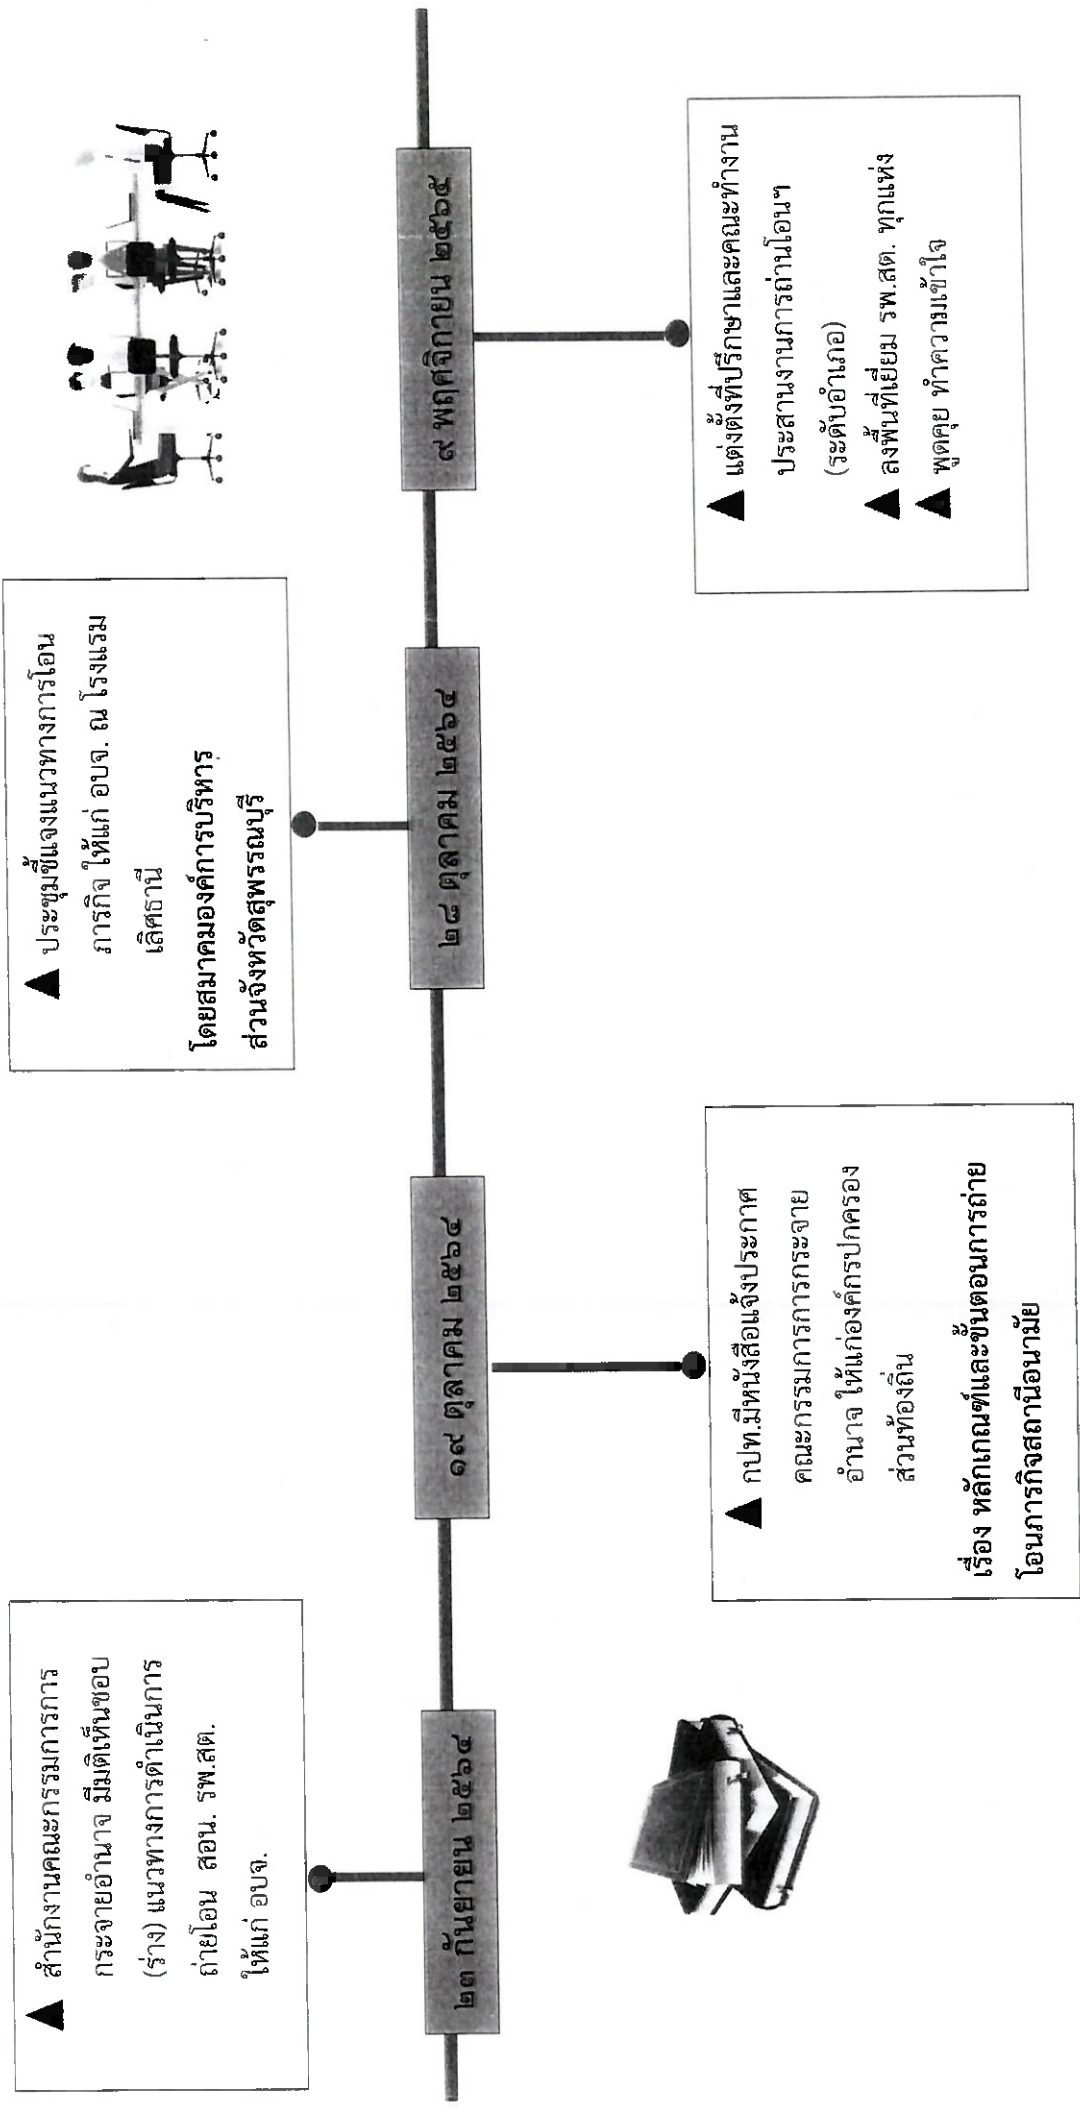 สำนักงานคณะกรรมการการ
กระจายอำนาจ มีมติเห็นชอบ
(ร่าง) แนวทางการดำเนินการ
ถ่ายโอน สอน. รพ.สต.
ให้แก่ อบจ.
๒๓ กันยายน ๒๕๖๔
๑๙ ตุลาคม ๒๕๖๔
กปท.มีหนังสือแจ้งประกาศ
คณะกรรมการการกระจาย
อำนาจ ให้แก่องค์กรปกครอง
ส่วนท้องถิ่น
เรื่อง หลักเกณฑ์และขั้นตอนการถ่าย
โอนภารกิจสถานีอนามัย
ประชุมชี้แจงแนวทางการโอน
ภารกิจ ให้แก่ อบจ. ณ โรงแรม
เลิศธานี
โดยสมาคมองค์การบริหาร
ส่วนจังหวัดสุพรรณบุรี
๒๘ ตุลาคม ๒๕๖๔
๙ พฤศจิกายน ๒๕๖๕
แต่งตั้งที่ปรึกษาและคณะทำงาน
ประสานงานการถ่านโอนฯ
(ระดับอำเภอ)
ลงพื้นที่เยี่ยม รพ.สต. ทุกแห่ง
พูดคุย ทำความเข้าใจ